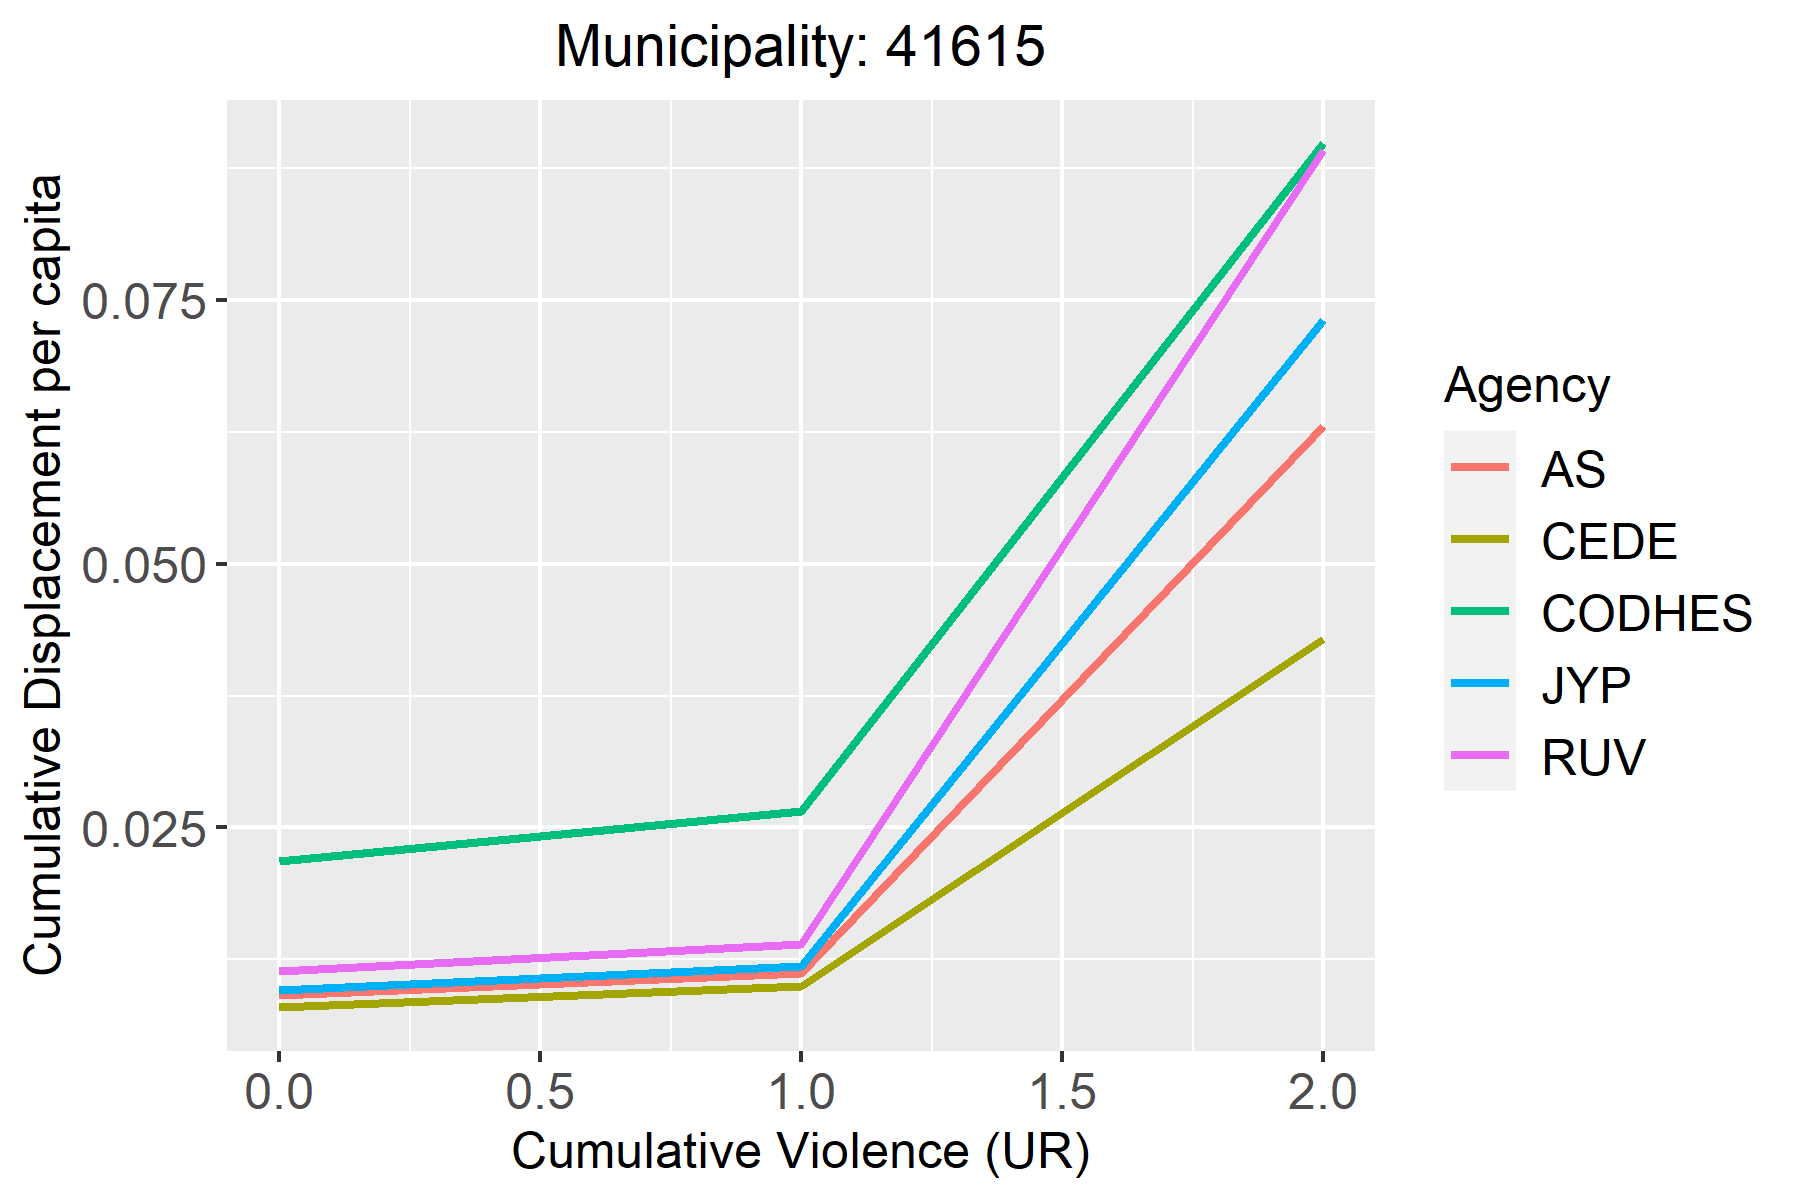 Municipality: 41615
Cumulative Displacement per capita
0.075
0.050
0.025
0.0 0.5 1.0 1.5 2.0
Cumulative Violence (UR)
Agency
AS
CEDE
CODHES
JYP
RUV